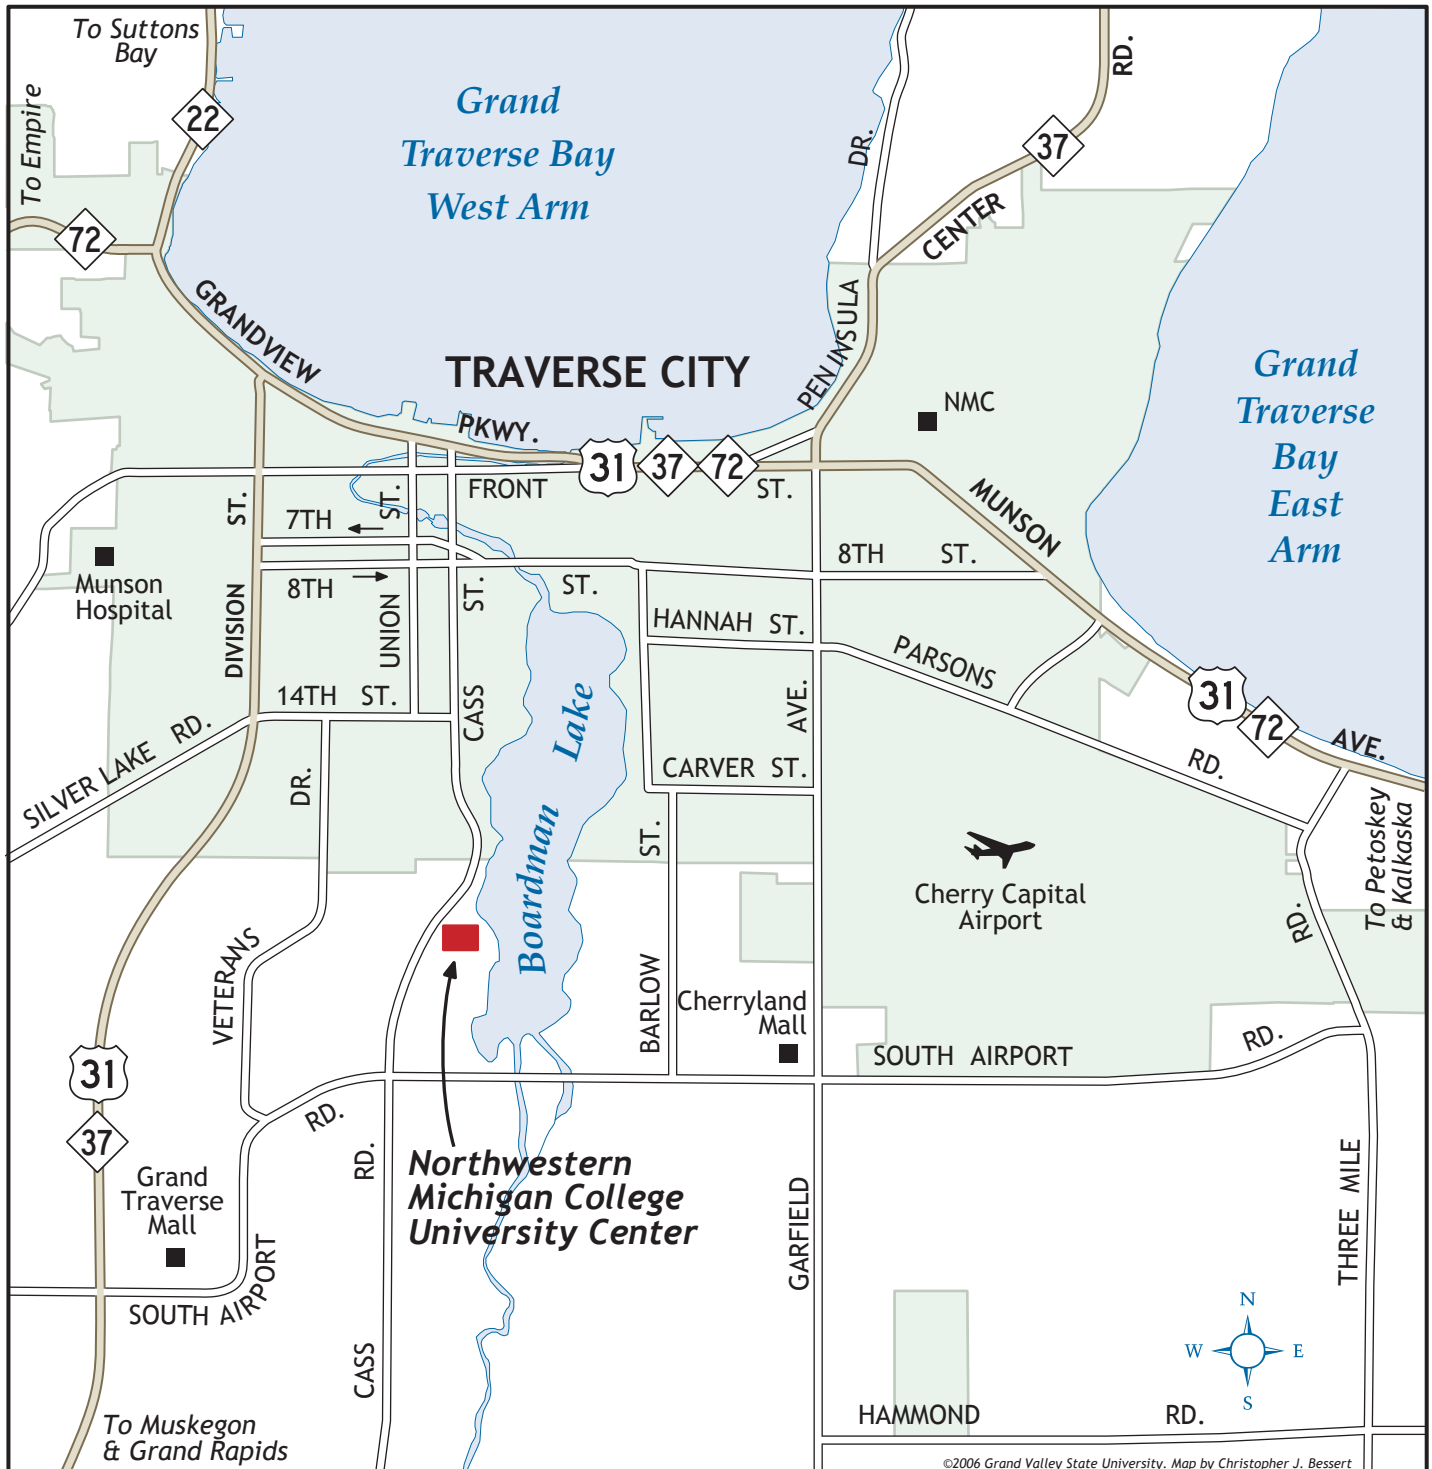 To Suttons
Bay
To Empire
22
72
Grand
Traverse Bay
West Arm
DR.
RD.
37
CENTER
PENINSULA
GRANDVIEW
PKWY.
TRAVERSE CITY
NMC
Grand
Traverse
Bay
East
Arm
31
37
72
FRONT
ST.
MUNSON
ST.
ST.
7TH
8TH
ST.
8TH
ST.
Munson
Hospital
DIVISION
UNION
ST.
HANNAH ST.
PARSONS
14TH ST.
CASS
Boardman Lake
AVE.
31
72
AVE.
SILVER LAKE RD.
DR.
CARVER ST.
RD.
ST.
To Petoskey
& Kalkaska
Cherry Capital
Airport
RD.
VETERANS
BARLOW
Cherryland
Mall
SOUTH AIRPORT
RD.
31
37
RD.
RD.
Northwestern
Michigan College
University Center
Grand
Traverse
Mall
GARFIELD
THREE MILE
SOUTH AIRPORT
CASS
N
W
E
S
HAMMOND
RD.
To Muskegon
& Grand Rapids
©2006 Grand Valley State University. Map by Christopher J. Bessert